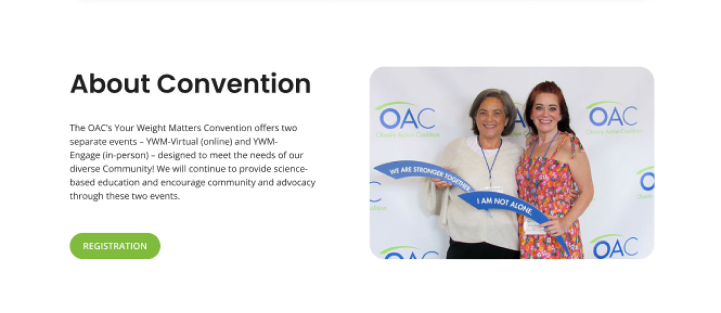 About Convention
The OAC's Your Weight Matters Convention offers two
separate events – YWM-Virtual (online) and YWM-
Engage (in-person) – designed to meet the needs of our
diverse Community! We will continue to provide science-
based education and encourage community and advocacy
through these two events.
REGISTRATION
OAC
Obesity Action Coalition
OAC
Obesity Action Coalition
WE ARE STRONGER TOGETHER
I AM NOT ALONE.
OAC
OAC